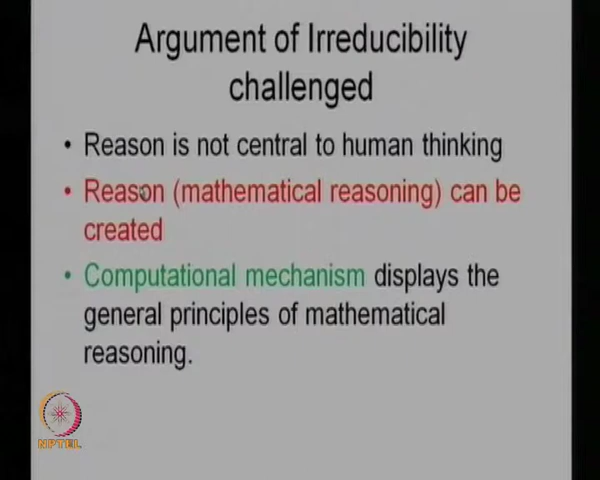 Argument of Irreducibility
challenged
• Reason is not central to human thinking
• Reason (mathematical reasoning) can be
created
• Computational mechanism displays the
general principles of mathematical
reasoning.
NPTEL